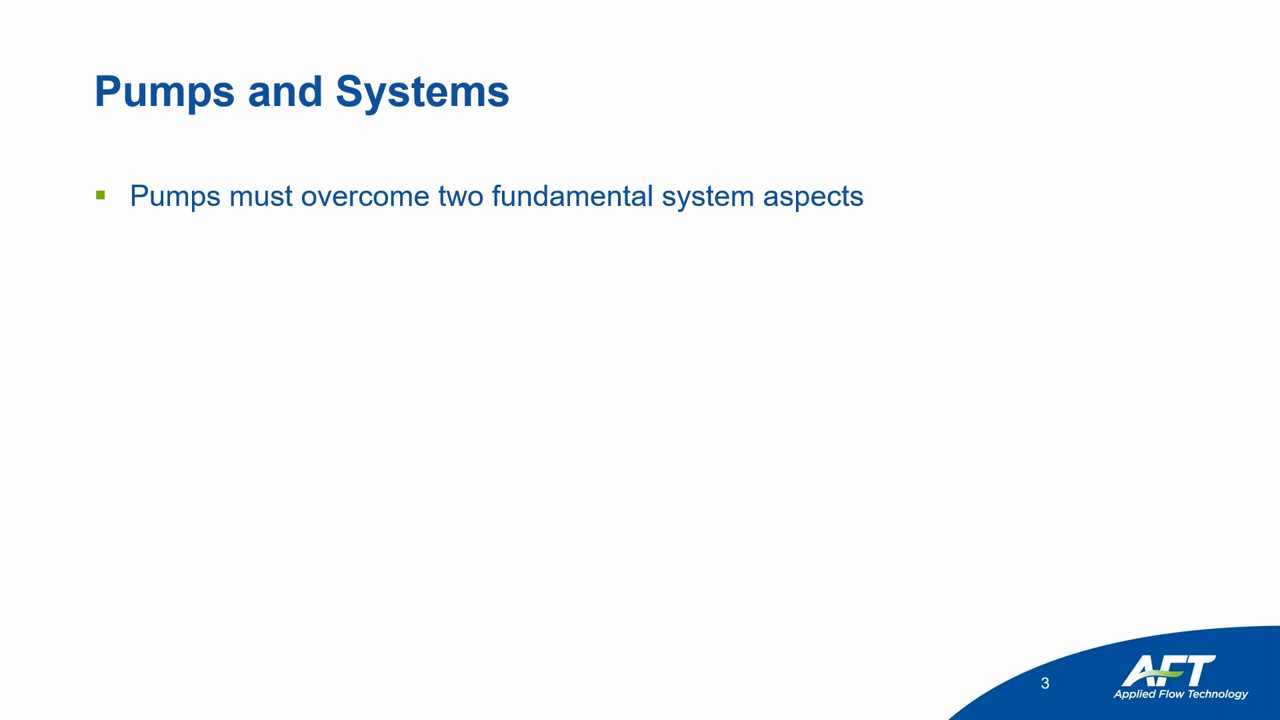 Pumps and Systems
Pumps must overcome two fundamental system aspects
3
AFT
Applied Flow Technology